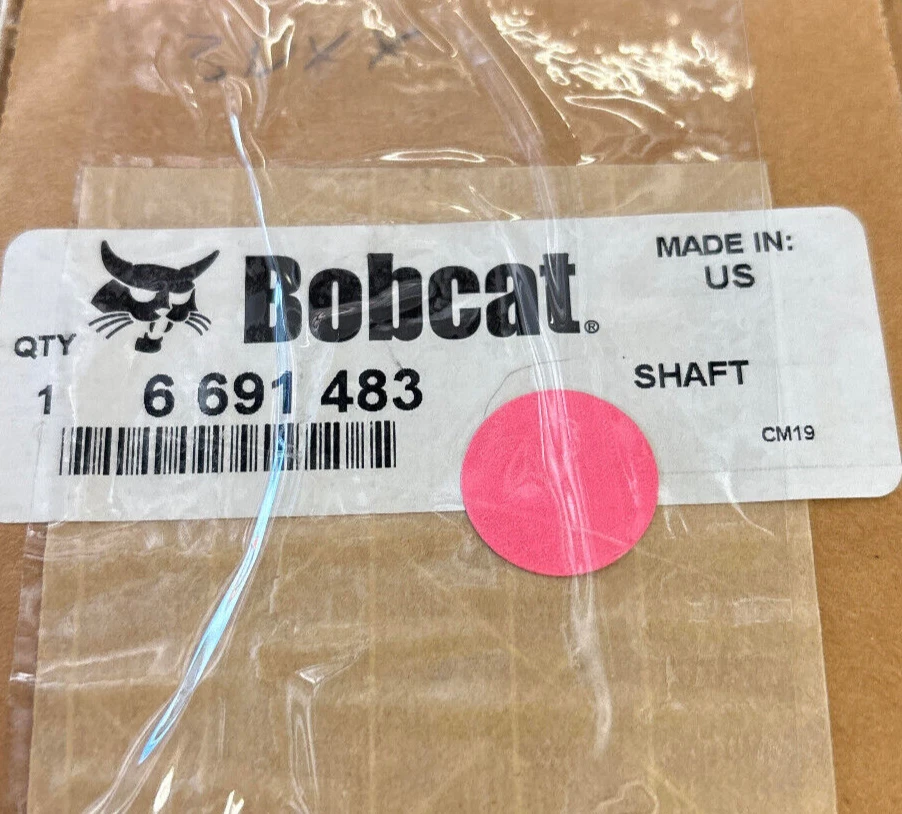 Bobcat®
MADE IN:
US
QTY
1
6 691 483
SHAFT
CM19